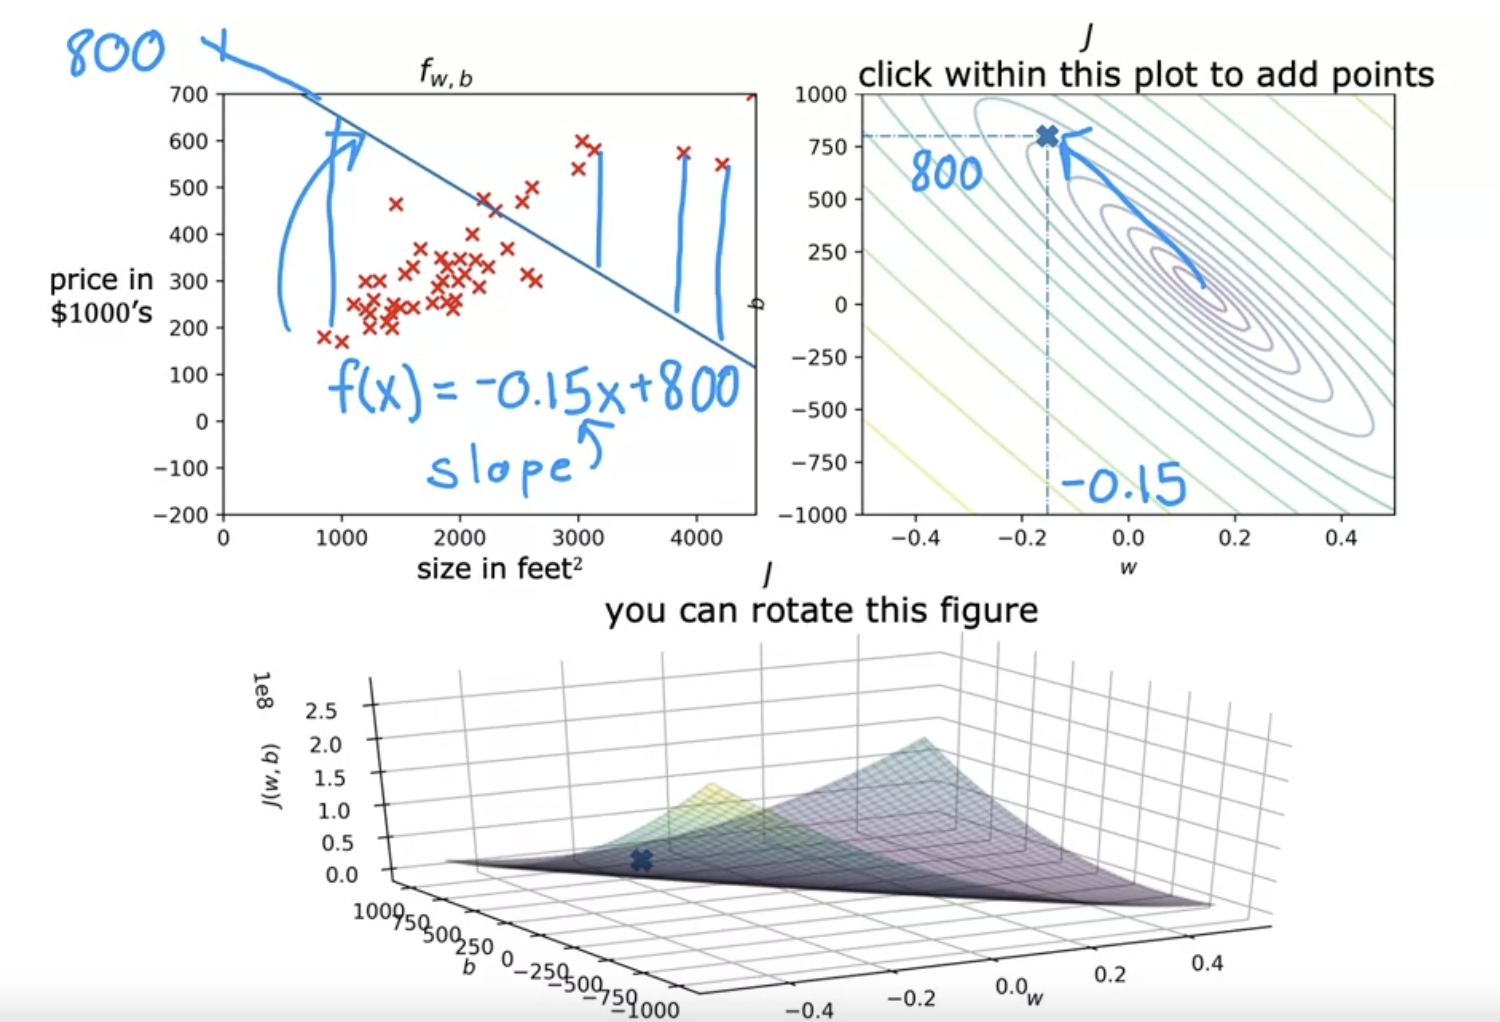 800
f w, b
700
600
500
400
300
200
100
0
−100
−200
price in
$1000's
f(x) = -0.15x+800
slope
0 1000 2000 3000 4000
size in feet²
J
click within this plot to add points
1000
750
500
250
0
−250
−500
−750
−1000
b
800
-0.15
−0.4 −0.2 0.0 0.2 0.4
w
J
you can rotate this figure
1e8
J(w, b)
2.5
2.0
1.5
1.0
0.5
0.0
1000
750
500
250
0
−250
−500
−750
−1000
b
−0.4
−0.2
0.0
0.2
0.4
w